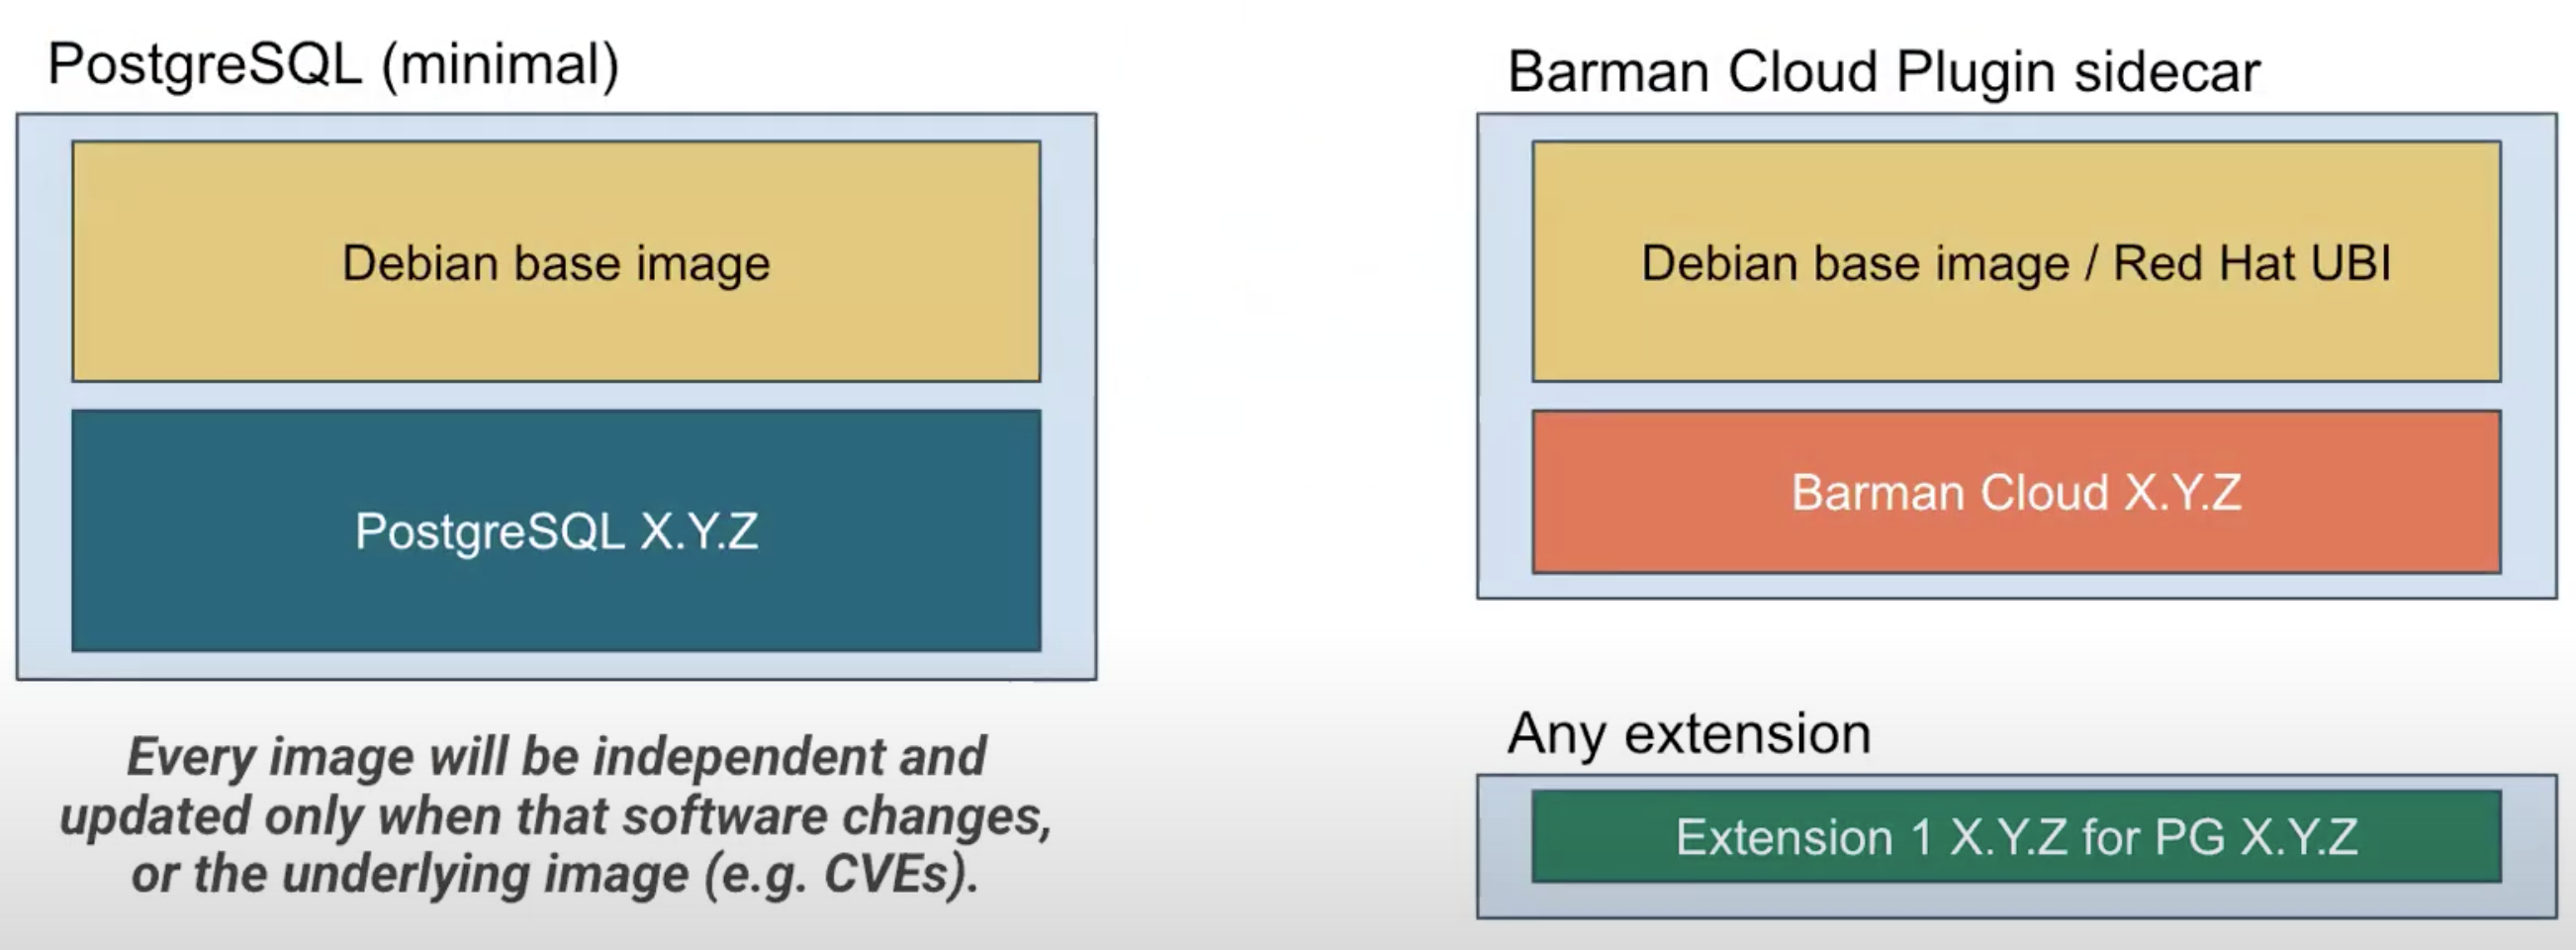 PostgreSQL (minimal)
Debian base image
PostgreSQL X.Y.Z
Every image will be independent and
updated only when that software changes,
or the underlying image (e.g. CVEs).
Barman Cloud Plugin sidecar
Debian base image / Red Hat UBI
Barman Cloud X.Y.Z
Any extension
Extension 1 X.Y.Z for PG X.Y.Z